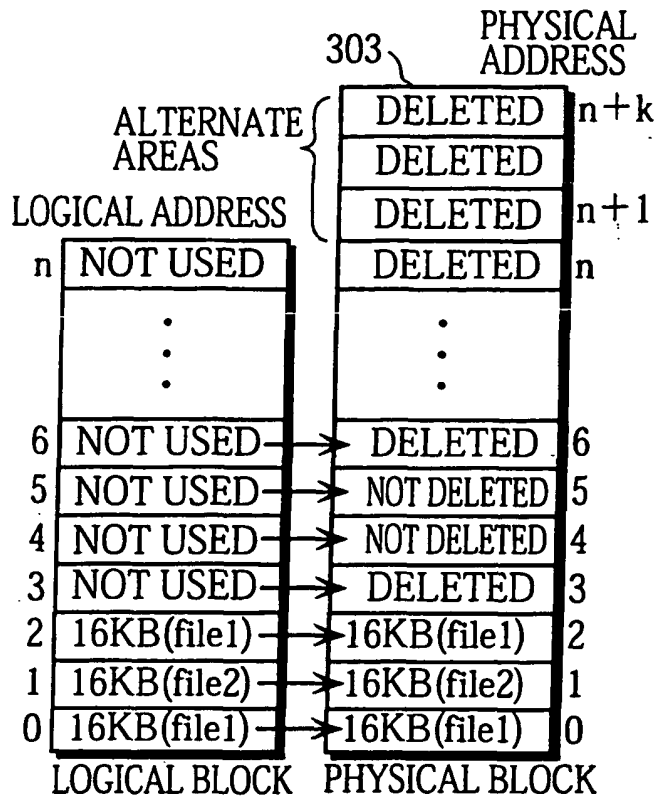 PHYSICAL
303 ADDRESS
DELETED n+k
ALTERNATE
AREAS
DELETED
DELETED n+1
LOGICAL ADDRESS
n NOT USED DELETED n
6 NOT USED DELETED 6
5 NOT USED NOT DELETED 5
4 NOT USED NOT DELETED 4
3 NOT USED DELETED 3
2 16KB(file1) 16KB(file1) 2
1 16KB(file2) 16KB(file2) 1
0 16KB(file1) 16KB(file1) 0
LOGICAL BLOCK PHYSICAL BLOCK